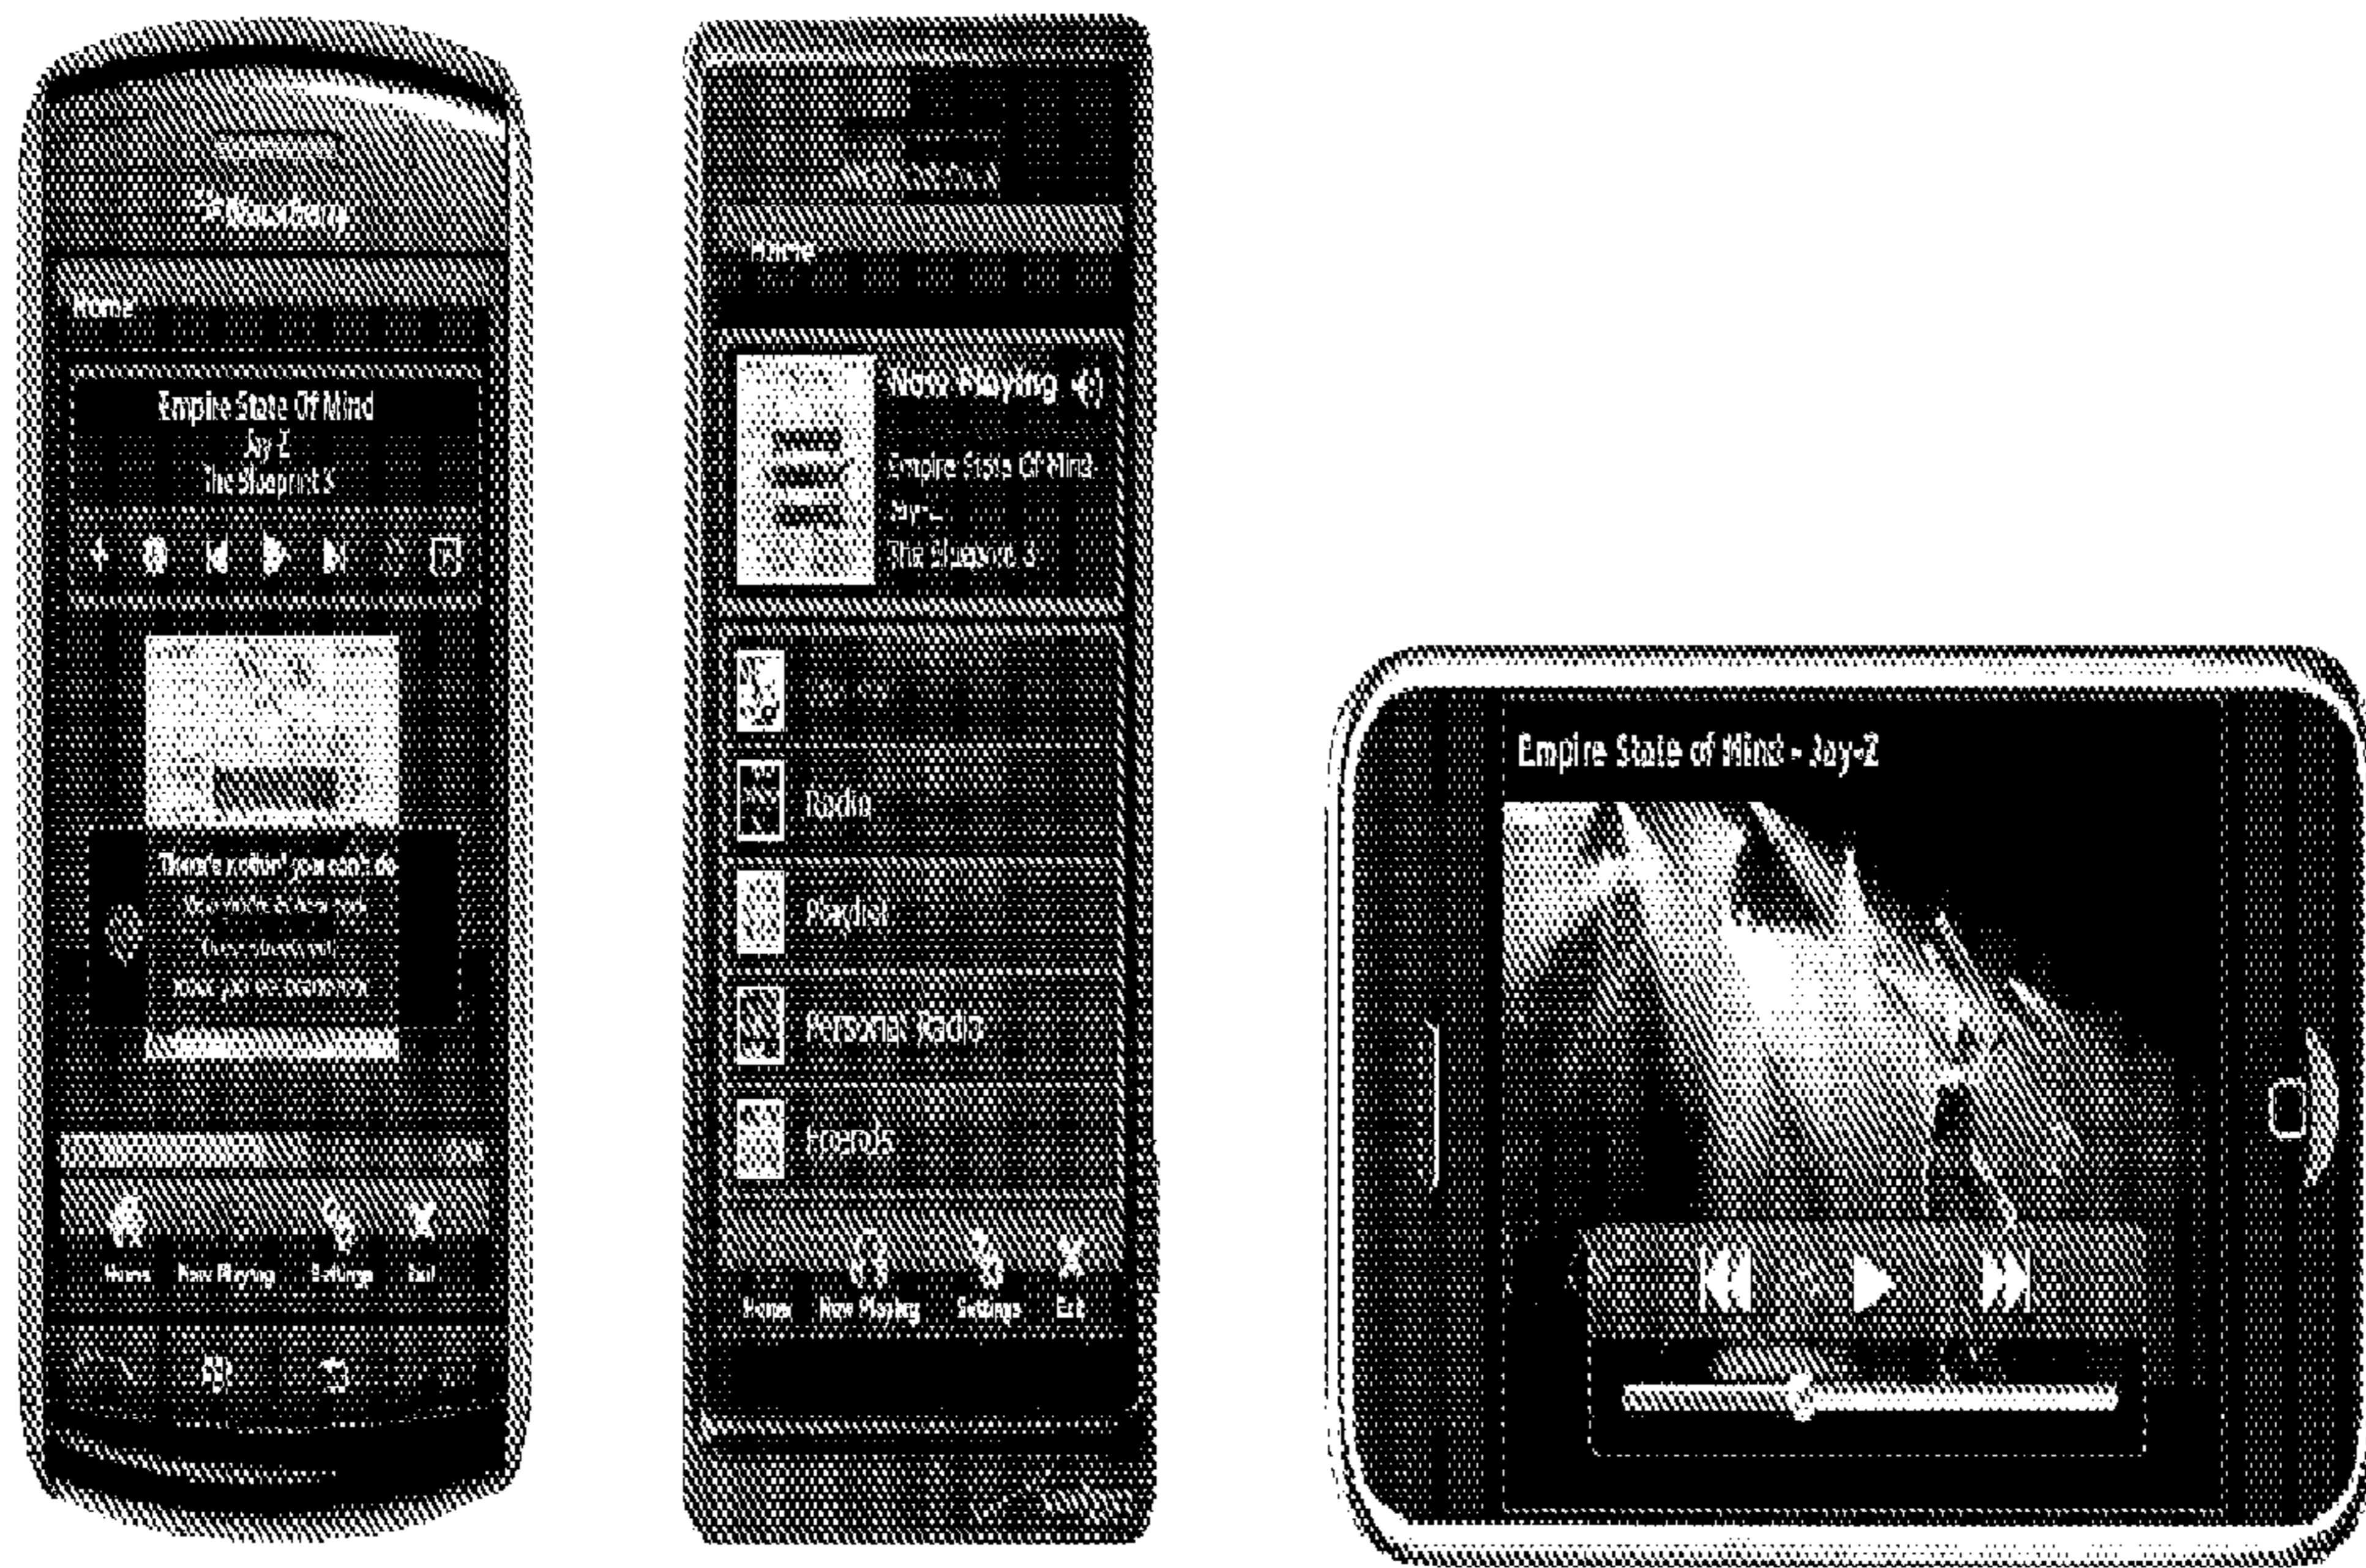 BlackBerry
Home
Empire State Of Mind
Jay-Z
The Blueprint 3
There's nothin' you can't do
Home Now Playing Settings Exit
Home
Now Playing
Empire State Of Mind
Jay-Z
The Blueprint 3
Radio
Playlist
Personal Radio
Friends
Home Now Playing Settings Exit
Empire State of Mind - Jay-Z